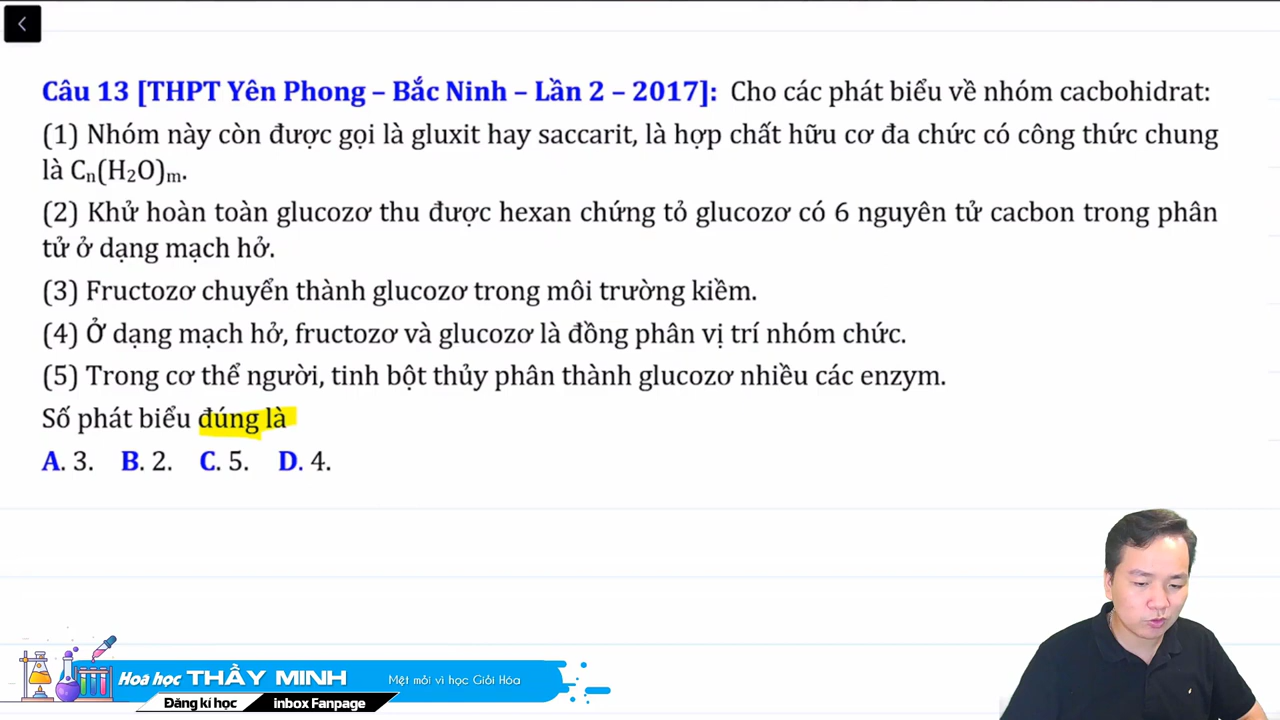 Câu 13 [THPT Yên Phong – Bắc Ninh – Lần 2 – 2017]: Cho các phát biểu về nhóm cacbohidrat:
(1) Nhóm này còn được gọi là gluxit hay saccarit, là hợp chất hữu cơ đa chức có công thức chung
là Cn(H2O)m.
(2) Khử hoàn toàn glucozơ thu được hexan chứng tỏ glucozơ có 6 nguyên tử cacbon trong phân
tử ở dạng mạch hở.
(3) Fructozơ chuyển thành glucozơ trong môi trường kiềm.
(4) Ở dạng mạch hở, fructozơ và glucozơ là đồng phân vị trí nhóm chức.
(5) Trong cơ thể người, tinh bột thủy phân thành glucozơ nhiều các enzym.
Số phát biểu đúng là
A. 3. B. 2. C. 5. D. 4.
Hoá học THẦY MINH
Mệt mỏi vì học Giỏi Hóa
Đăng kí học inbox Fanpage